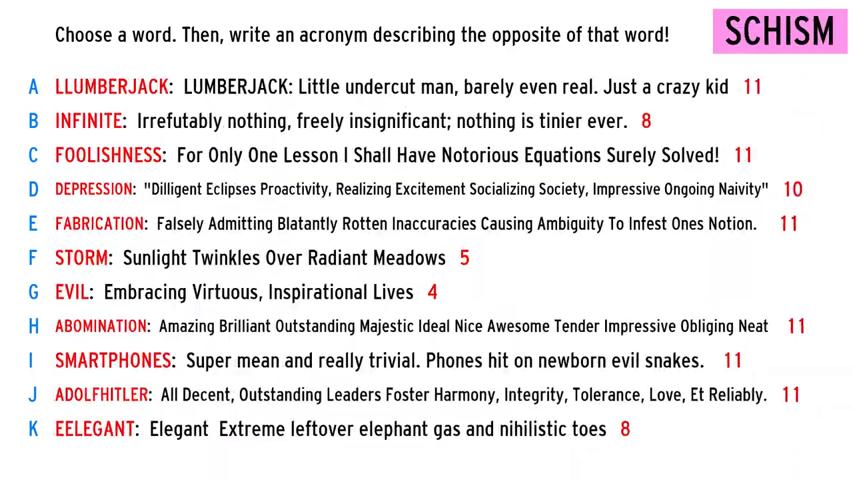 Choose a word. Then, write an acronym describing the opposite of that word!
SCHISM
A LLUMBERJACK: LUMBERJACK: Little undercut man, barely even real. Just a crazy kid 11
B INFINITE: Irrefutably nothing, freely insignificant; nothing is tinier ever. 8
C FOOLISHNESS: For Only One Lesson I Shall Have Notorious Equations Surely Solved! 11
D DEPRESSION: "Dilligent Eclipses Proactivity, Realizing Excitement Socializing Society, Impressive Ongoing Naivity" 10
E FABRICATION: Falsely Admitting Blatantly Rotten Inaccuracies Causing Ambiguity To Infest Ones Notion. 11
F STORM: Sunlight Twinkles Over Radiant Meadows 5
G EVIL: Embracing Virtuous, Inspirational Lives 4
H ABOMINATION: Amazing Brilliant Outstanding Majestic Ideal Nice Awesome Tender Impressive Obliging Neat 11
I SMARTPHONES: Super mean and really trivial. Phones hit on newborn evil snakes. 11
J ADOLFHITLER: All Decent, Outstanding Leaders Foster Harmony, Integrity, Tolerance, Love, Et Reliably. 11
K EELEGANT: Elegant Extreme leftover elephant gas and nihilistic toes 8